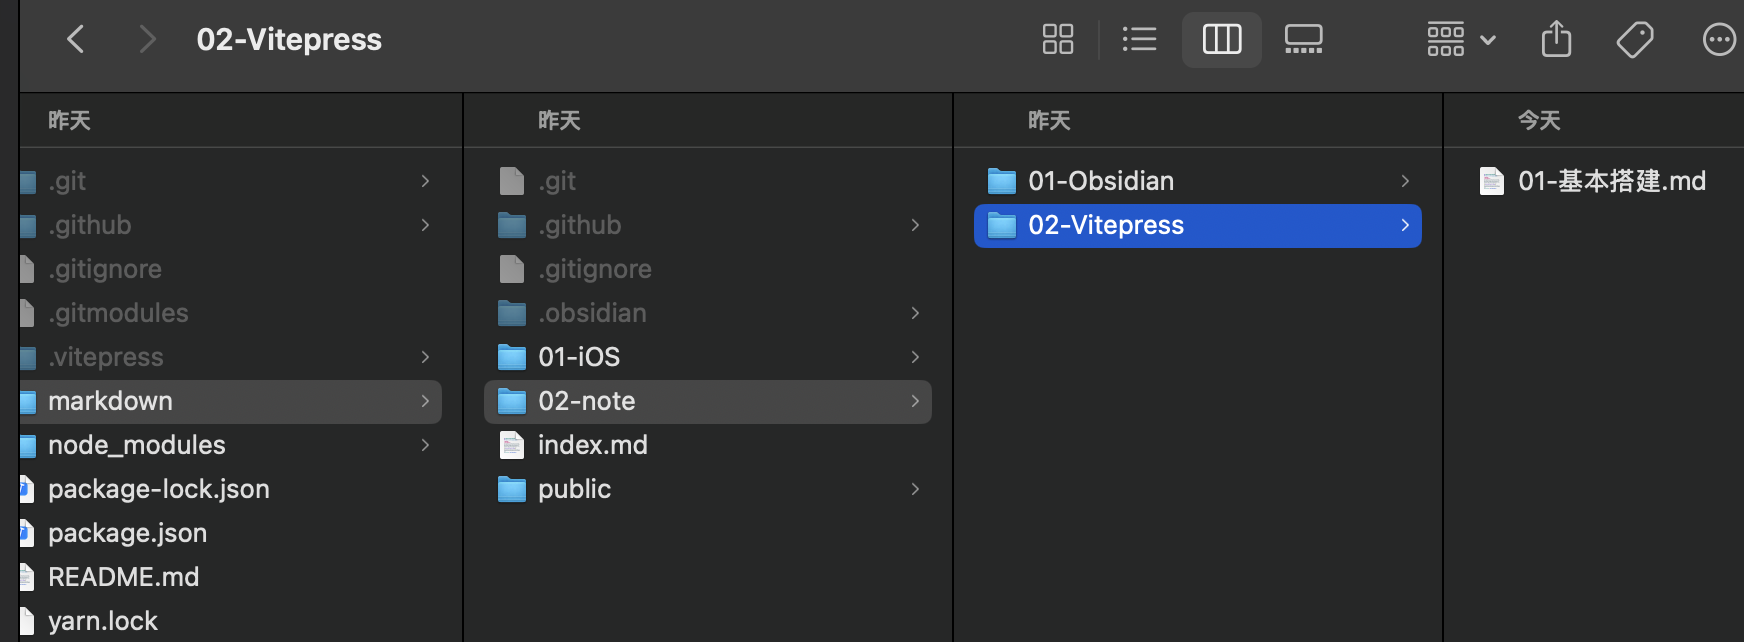 02-Vitepress
昨天
.git
.github
.gitignore
.gitmodules
.vitepress
markdown
node_modules
package-lock.json
package.json
README.md
yarn.lock
昨天
.git
.github
.gitignore
.obsidian
01-iOS
02-note
index.md
public
昨天
01-Obsidian
02-Vitepress
今天
01-基本搭建.md